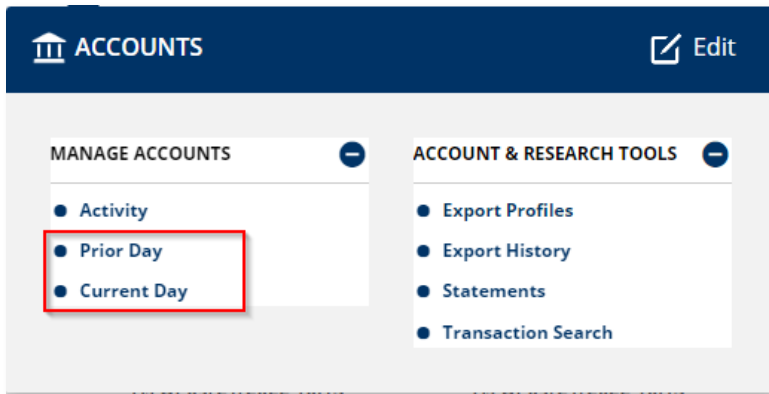 ACCOUNTS
Edit
MANAGE ACCOUNTS
Activity
Prior Day
Current Day
ACCOUNT & RESEARCH TOOLS
Export Profiles
Export History
Statements
Transaction Search